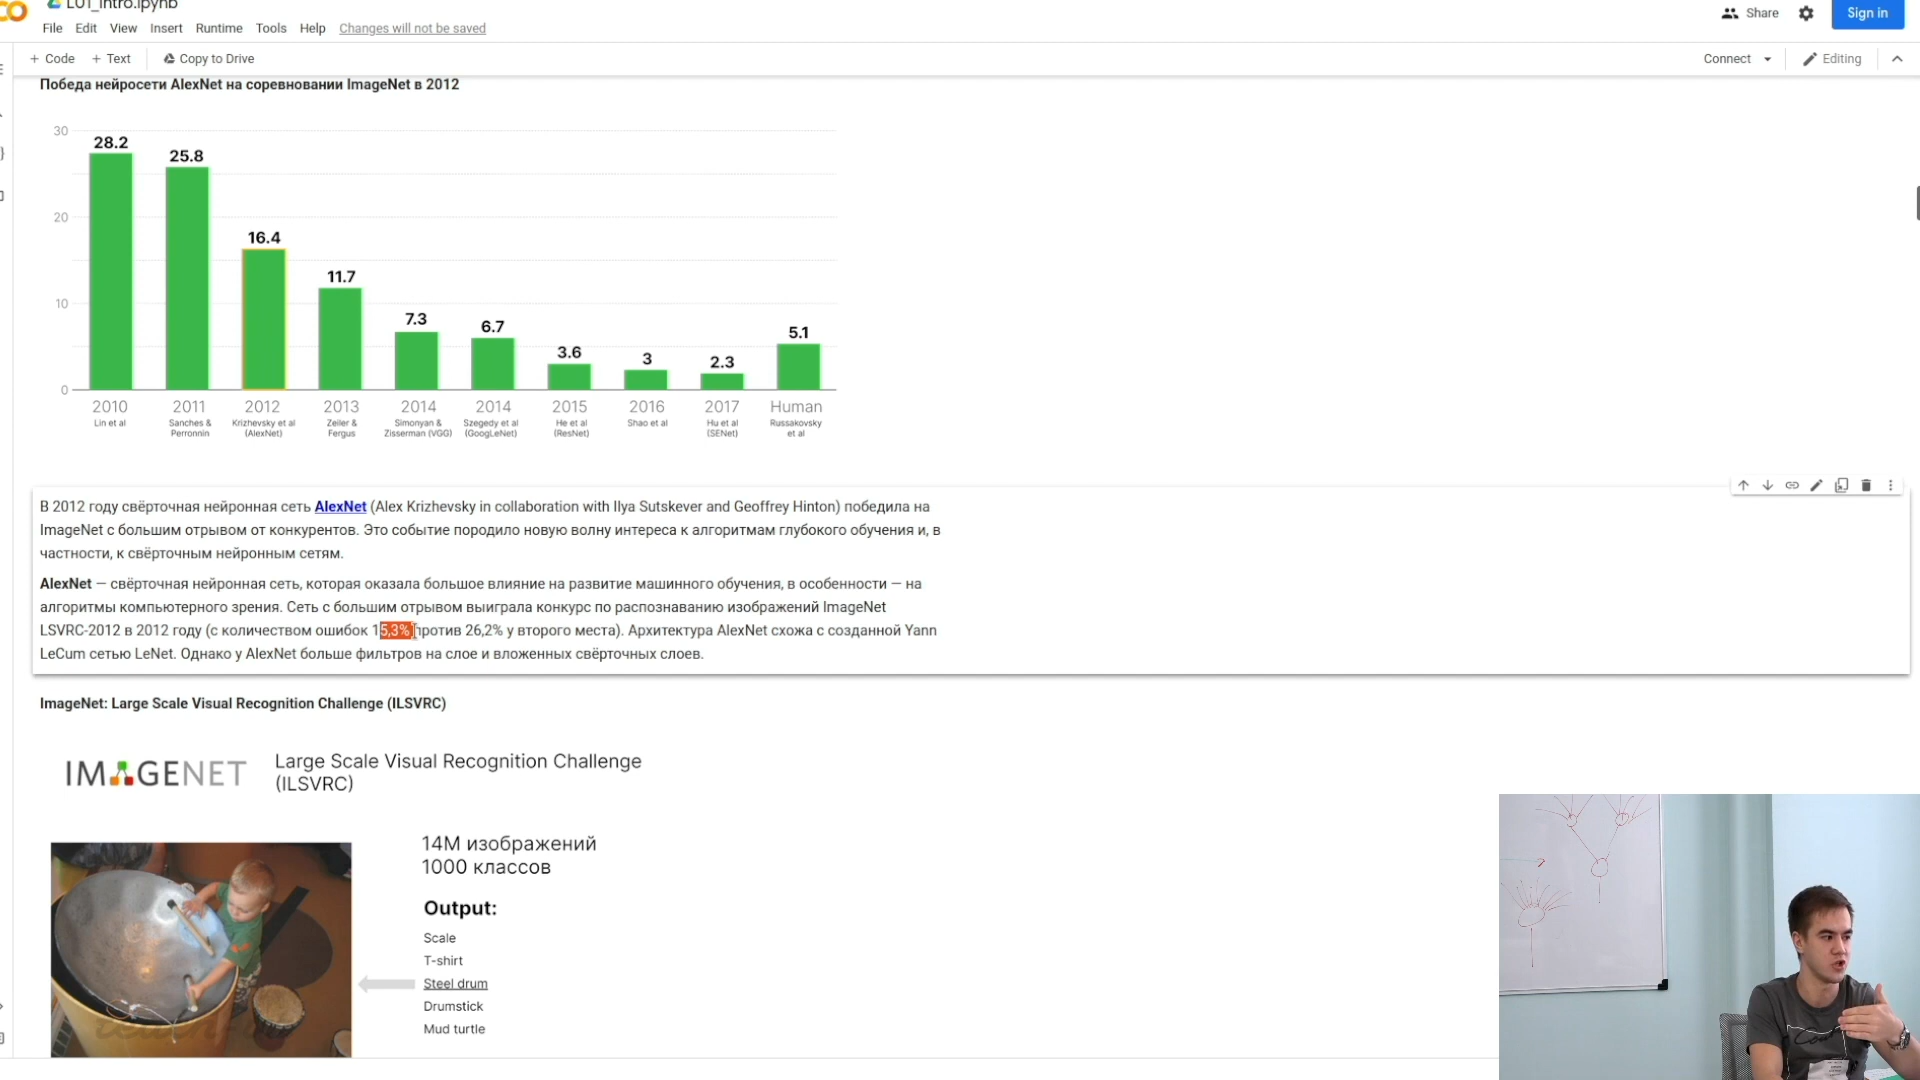 L01_Intro.ipynb
File Edit View Insert Runtime Tools Help Changes will not be saved
Share
Sign in
+ Code + Text Copy to Drive
Connect
Editing
Победа нейросети AlexNet на соревновании ImageNet в 2012
30
20
10
0
28.2
25.8
16.4
11.7
7.3
6.7
3.6
3
2.3
5.1
2010
Lin et al
2011
Sanches &
Perronnin
2012
Krizhevsky et al
(AlexNet)
2013
Zeiler &
Fergus
2014
Simonyan &
Zisserman (VGG)
2014
Szegedy et al
(GoogLeNet)
2015
He et al
(ResNet)
2016
Shao et al
2017
Hu et al
(SENet)
Human
Russakovsky
et al
В 2012 году свёрточная нейронная сеть AlexNet (Alex Krizhevsky in collaboration with Ilya Sutskever and Geoffrey Hinton) победила на
ImageNet с большим отрывом от конкурентов. Это событие породило новую волну интереса к алгоритмам глубокого обучения и, в
частности, к свёрточным нейронным сетям.
AlexNet — свёрточная нейронная сеть, которая оказала большое влияние на развитие машинного обучения, в особенности — на
алгоритмы компьютерного зрения. Сеть с большим отрывом выиграла конкурс по распознаванию изображений ImageNet
LSVRC-2012 в 2012 году (с количеством ошибок 15,3% против 26,2% у второго места). Архитектура AlexNet схожа с созданной Yann
LeCum сетью LeNet. Однако у AlexNet больше фильтров на слое и вложенных свёрточных слоев.
ImageNet: Large Scale Visual Recognition Challenge (ILSVRC)
IMAGENET
Large Scale Visual Recognition Challenge
(ILSVRC)
14M изображений
1000 классов
Output:
Scale
T-shirt
Steel drum
Drumstick
Mud turtle